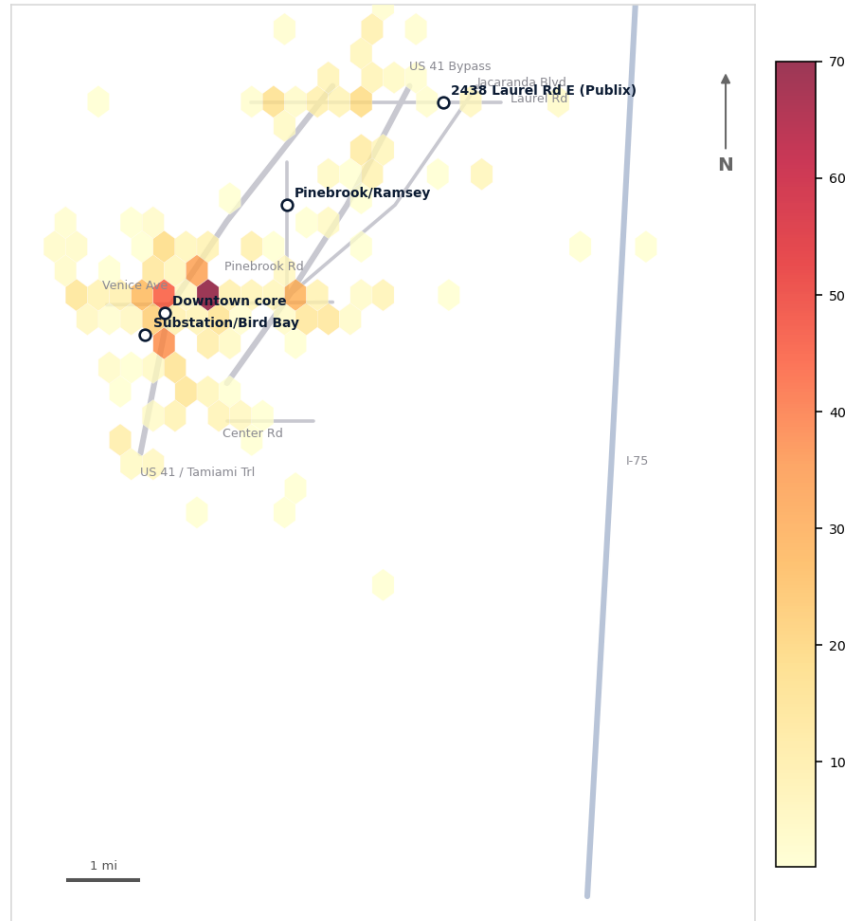 US 41 Bypass
Jacaranda Blvd
2438 Laurel Rd E (Publix)
Laurel Rd
N
Pinebrook/Ramsey
Pinebrook Rd
Venice Ave
Downtown core
Substation/Bird Bay
Center Rd
US 41 / Tamiami Trl
I-75
1 mi
70
60
50
40
30
20
10